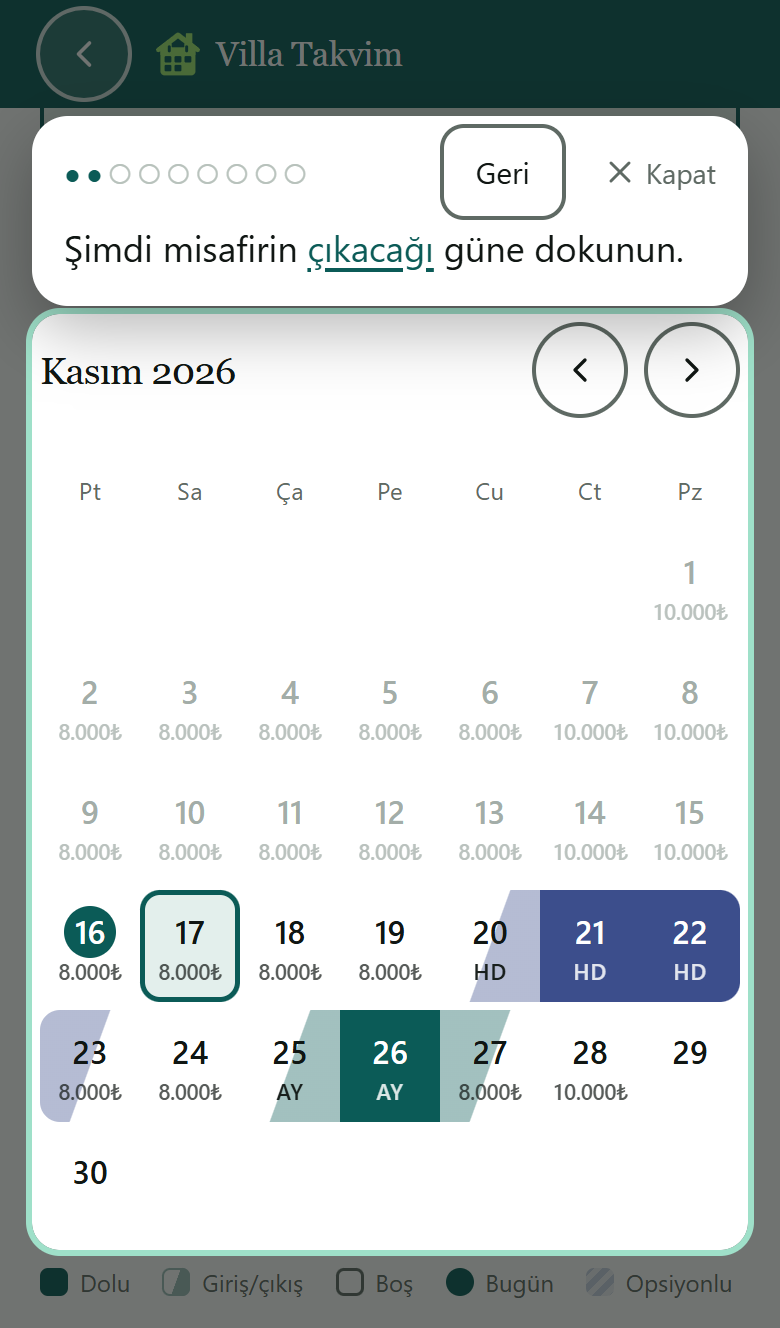 Villa Takvim
Geri
Kapat
Şimdi misafirin çıkacağı güne dokunun.
Kasım 2026
Pt Sa Ça Pe Cu Ct Pz
1
10.000₺
2 3 4 5 6 7 8
8.000₺ 8.000₺ 8.000₺ 8.000₺ 8.000₺ 10.000₺ 10.000₺
9 10 11 12 13 14 15
8.000₺ 8.000₺ 8.000₺ 8.000₺ 8.000₺ 10.000₺ 10.000₺
16 17 18 19 20 21 22
8.000₺ 8.000₺ 8.000₺ 8.000₺ HD HD HD
23 24 25 26 27 28 29
8.000₺ 8.000₺ AY AY 8.000₺ 10.000₺
30
Dolu Giriş/çıkış Boş Bugün Opsiyonlu